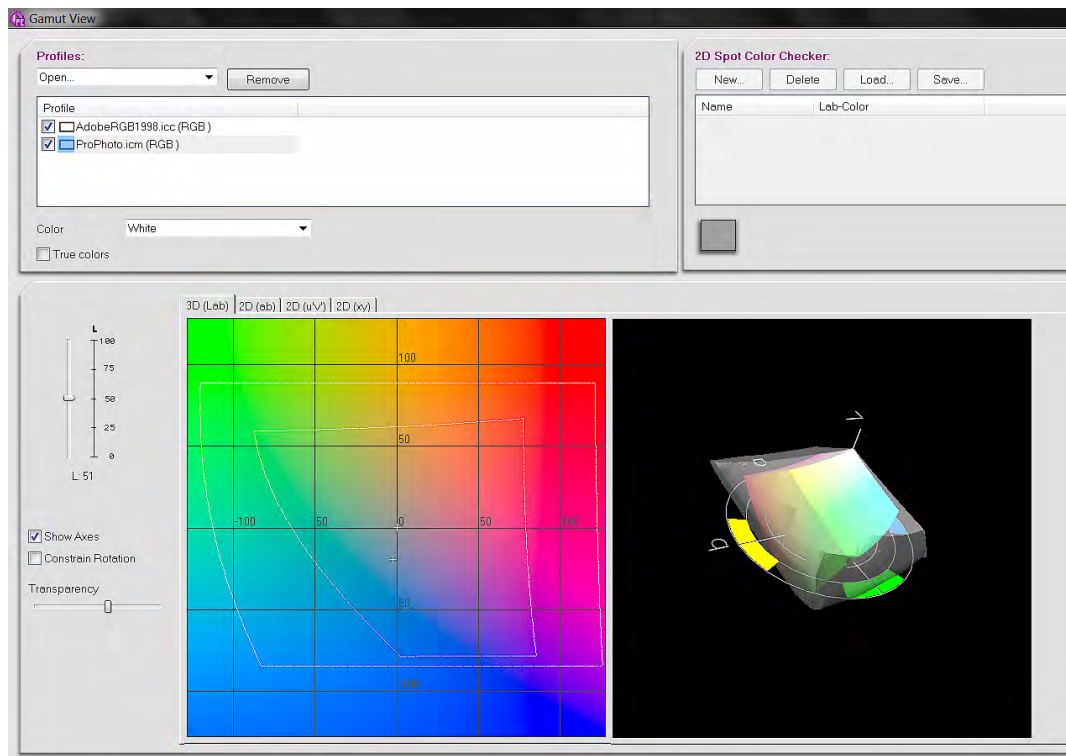 Gamut View
Profiles:
Open...
Remove
Profile
AdobeRGB1998.icc (RGB )
ProPhoto.icm (RGB )
Color
White
True colors
2D Spot Color Checker:
New...
Delete
Load...
Save...
Name
Lab-Color
3D (Lab)
2D (ab)
2D (u'v')
2D (xy)
L
100
75
50
25
0
L: 51
Show Axes
Constrain Rotation
Transparency
100
50
-100
-50
0
50
100
50
-100
L
a
b